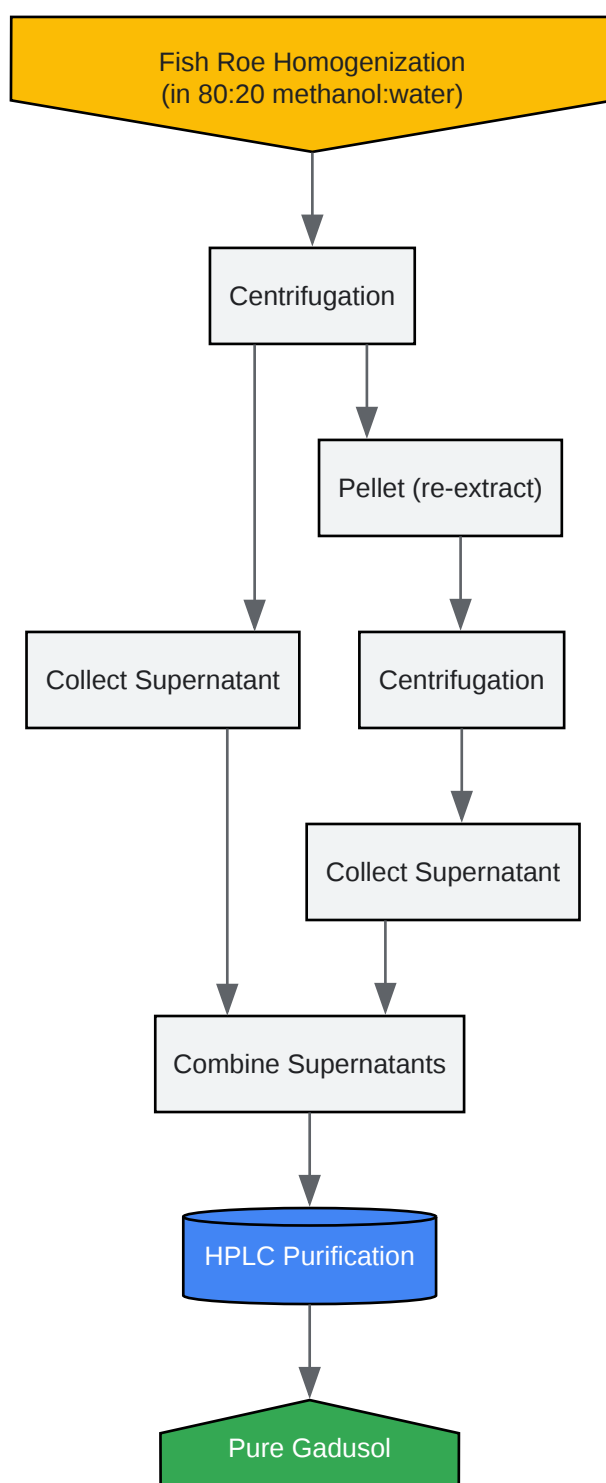 Fish Roe Homogenization
(in 80:20 methanol:water)
Centrifugation
Pellet (re-extract)
Collect Supernatant
Centrifugation
Collect Supernatant
Combine Supernatants
HPLC Purification
Pure Gadusol